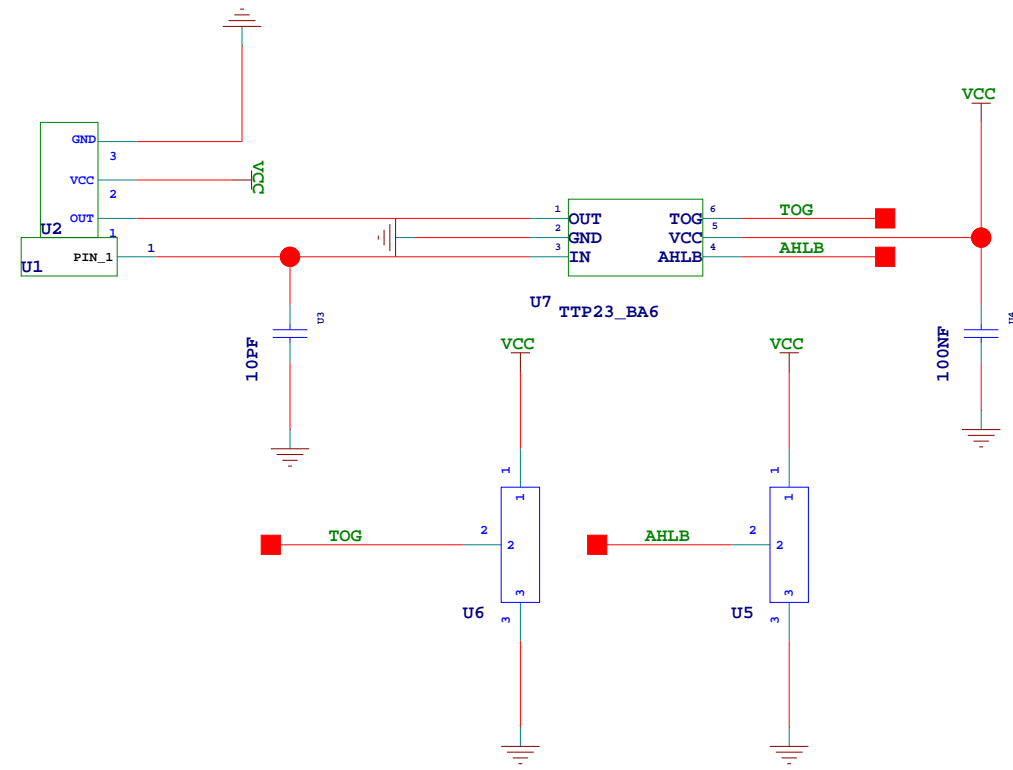 VCC
GND
3
VCC
VCC
2
OUT
1
U2
PIN_1
1
U1
1
OUT
TOG
6
TOG
2
GND
VCC
5
3
IN
AHLB
4
AHLB
U7
TTP23_BA6
U3
10PF
U4
100NF
VCC
VCC
1
1
1
1
TOG
2
2
AHLB
2
2
3
3
U6
3
U5
3